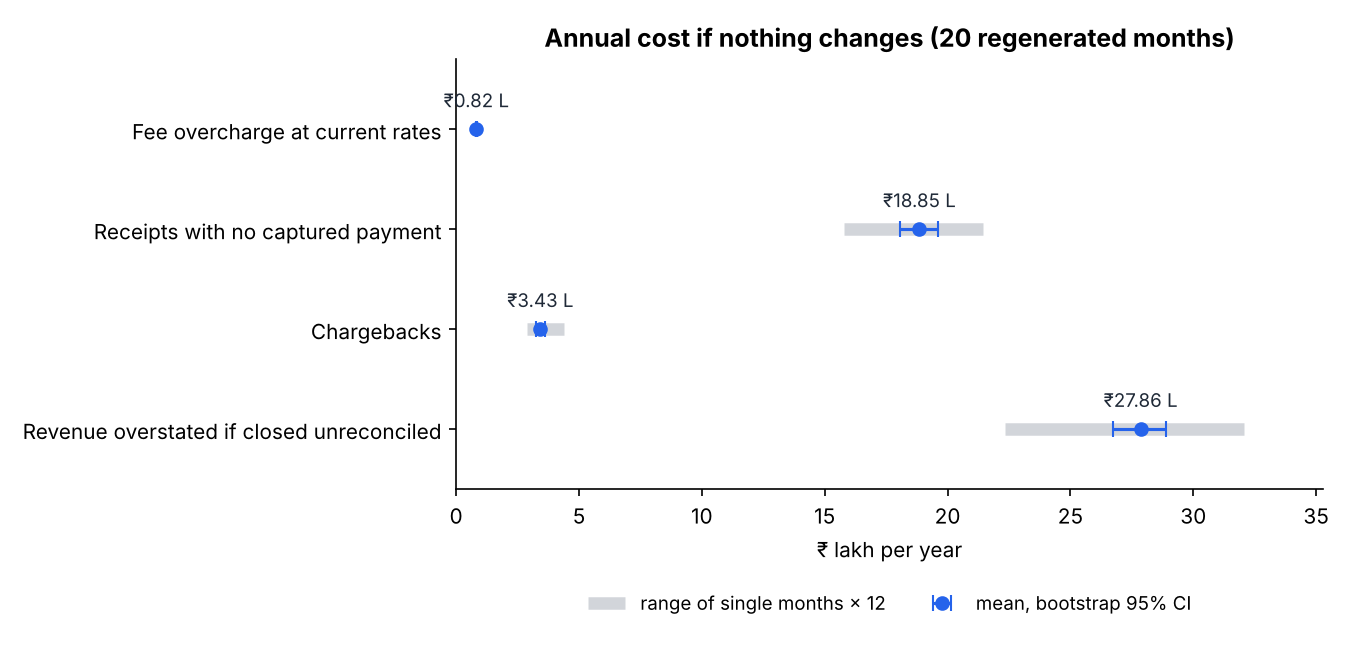 Annual cost if nothing changes (20 regenerated months)
₹0.82 L
Fee overcharge at current rates
₹18.85 L
Receipts with no captured payment
₹3.43 L
Chargebacks
₹27.86 L
Revenue overstated if closed unreconciled
0 5 10 15 20 25 30 35
₹ lakh per year
range of single months × 12 mean, bootstrap 95% CI